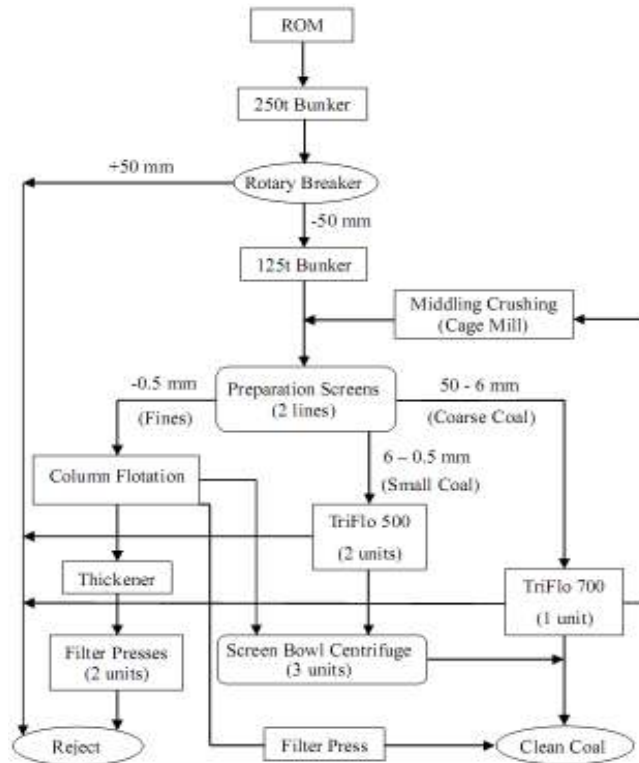 ROM
250t Bunker
+50 mm
Rotary Breaker
-50 mm
125t Bunker
Middling Crushing
(Cage Mill)
-0.5 mm
(Fines)
Preparation Screens
(2 lines)
50 - 6 mm
(Coarse Coal)
6 – 0.5 mm
(Small Coal)
Column Flotation
TriFlo 500
(2 units)
Thickener
TriFlo 700
(1 unit)
Filter Presses
(2 units)
Screen Bowl Centrifuge
(3 units)
Reject
Filter Press
Clean Coal